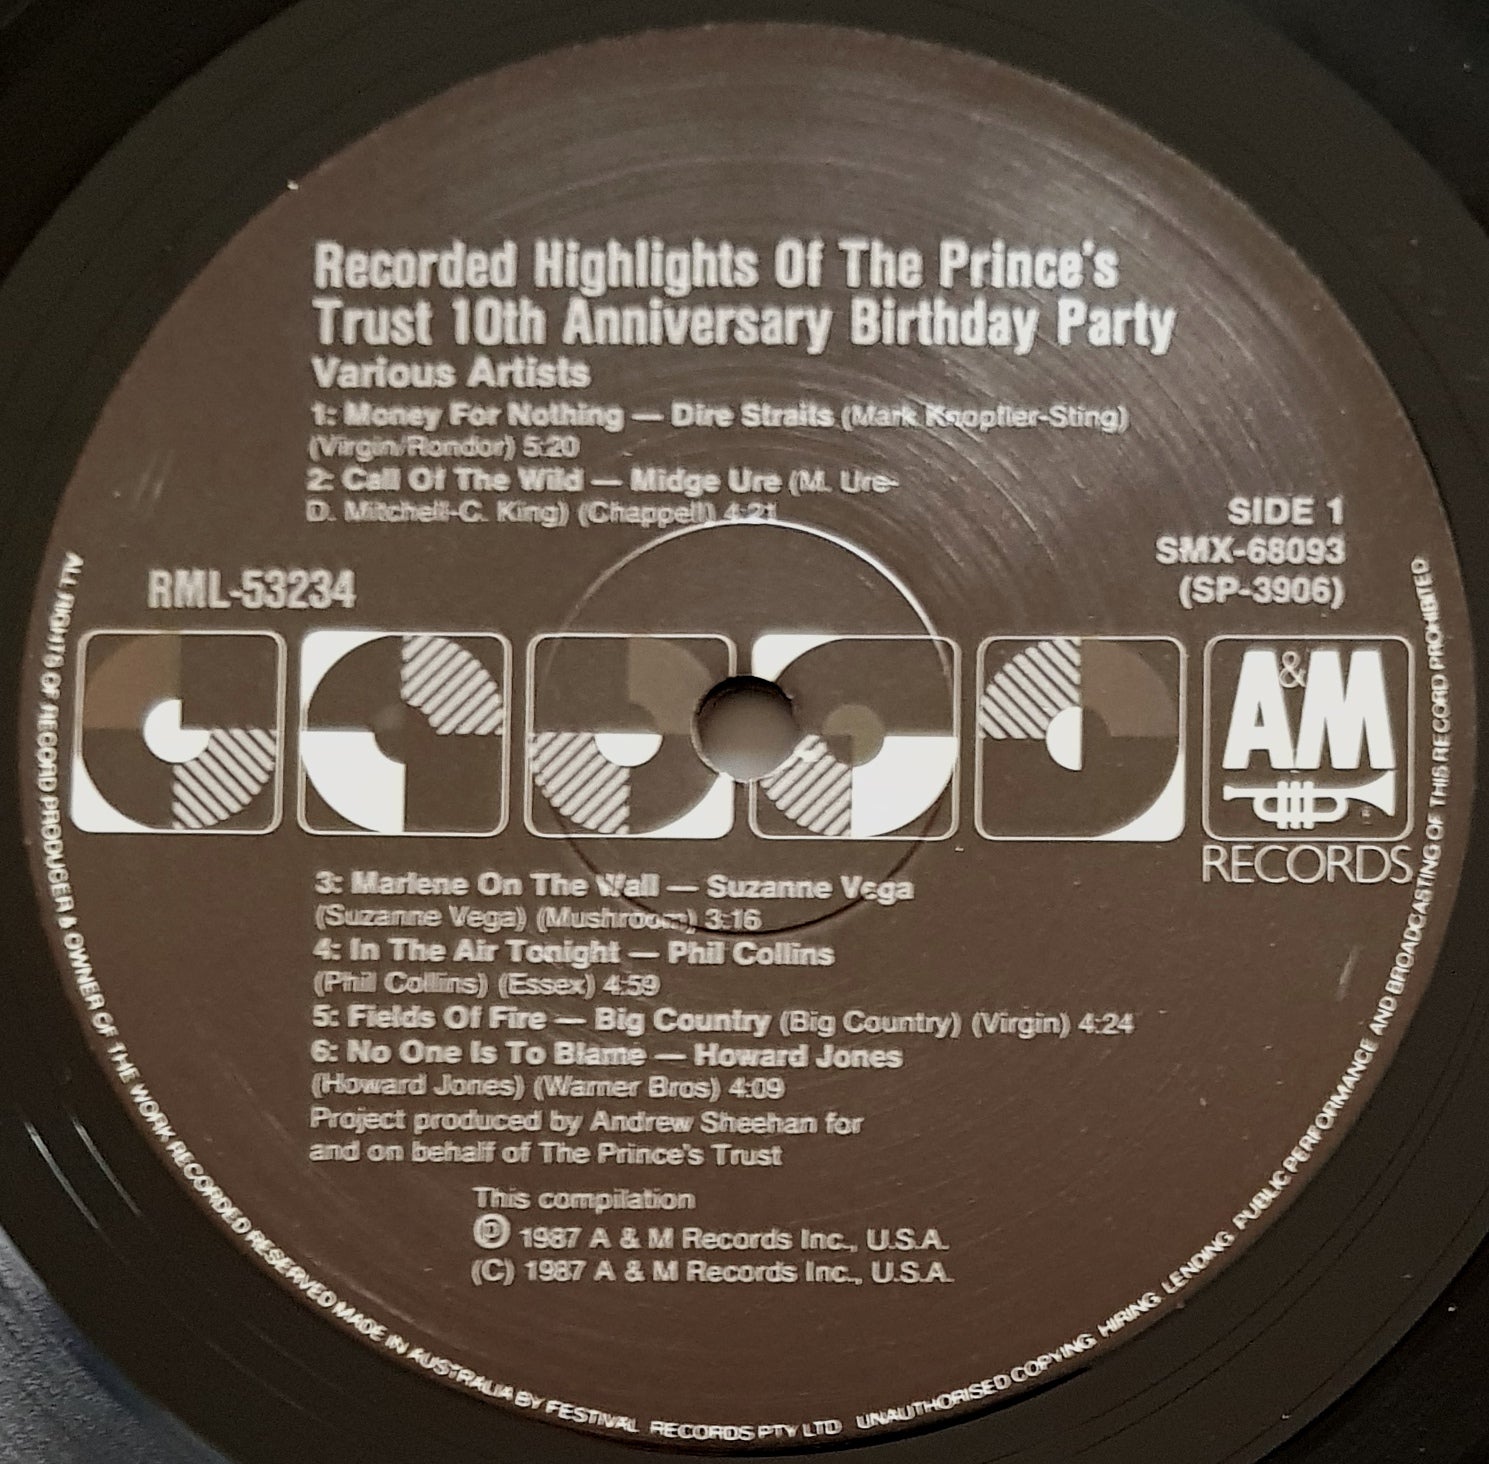 Recorded Highlights Of The Prince's
Trust 10th Anniversary Birthday Party
Various Artists
1: Money For Nothing — Dire Straits (Mark Knopfler-Sting)
(Virgin/Rondor) 5:20
2: Call Of The Wild — Midge Ure (M. Ure-
D. Mitchell-C. King) (Chappell) 4:21
SIDE 1
SMX-68093
(SP-3906)
RML-53234
A&M
RECORDS
3: Marlene On The Wall — Suzanne Vega
(Suzanne Vega) (Mushroom) 3:16
4: In The Air Tonight — Phil Collins
(Phil Collins) (Essex) 4:59
5: Fields Of Fire — Big Country (Big Country) (Virgin) 4:24
6: No One Is To Blame — Howard Jones
(Howard Jones) (Warner Bros) 4:09
Project produced by Andrew Sheehan for
and on behalf of The Prince's Trust
This compilation
Ⓟ 1987 A & M Records Inc., U.S.A.
(C) 1987 A & M Records Inc., U.S.A.
ALL RIGHTS OF RECORD PRODUCER & OWNER OF THE WORK RECORDED RESERVED MADE IN AUSTRALIA BY FESTIVAL RECORDS PTY LTD UNAUTHORISED COPYING, HIRING, LENDING, PUBLIC PERFORMANCE AND BROADCASTING OF THIS RECORD PROHIBITED